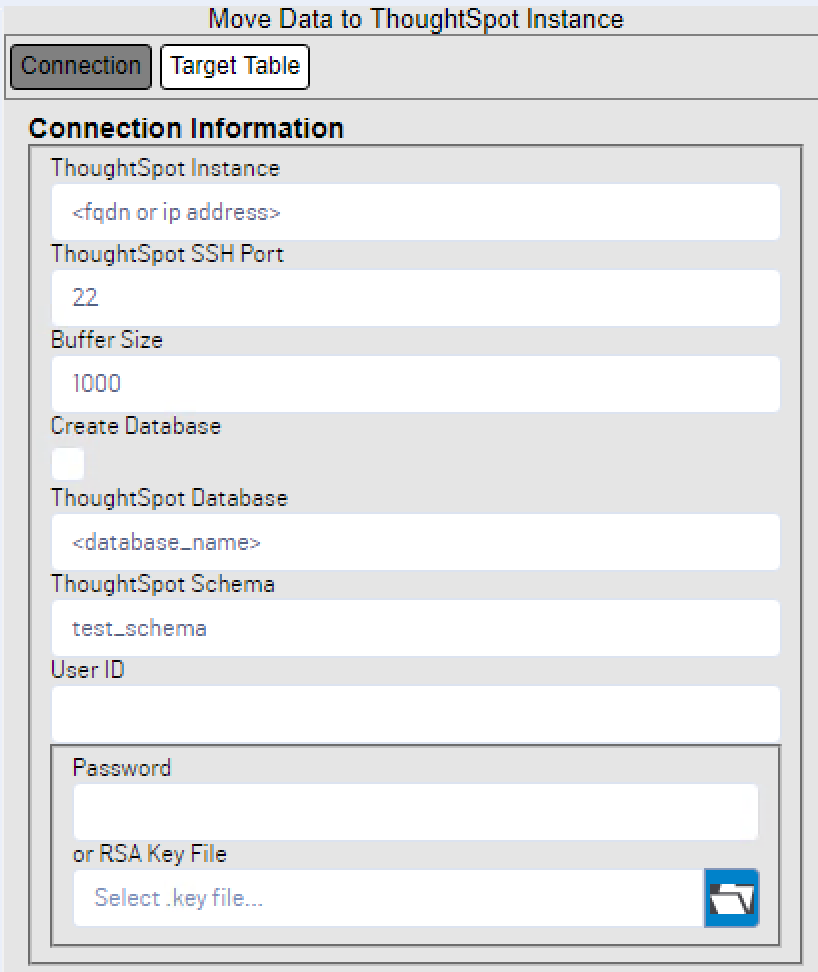 Move Data to ThoughtSpot Instance
Connection Target Table
Connection Information
ThoughtSpot Instance
<fqdn or ip address>
ThoughtSpot SSH Port
22
Buffer Size
1000
Create Database
ThoughtSpot Database
<database_name>
ThoughtSpot Schema
test_schema
User ID
Password
or RSA Key File
Select .key file...